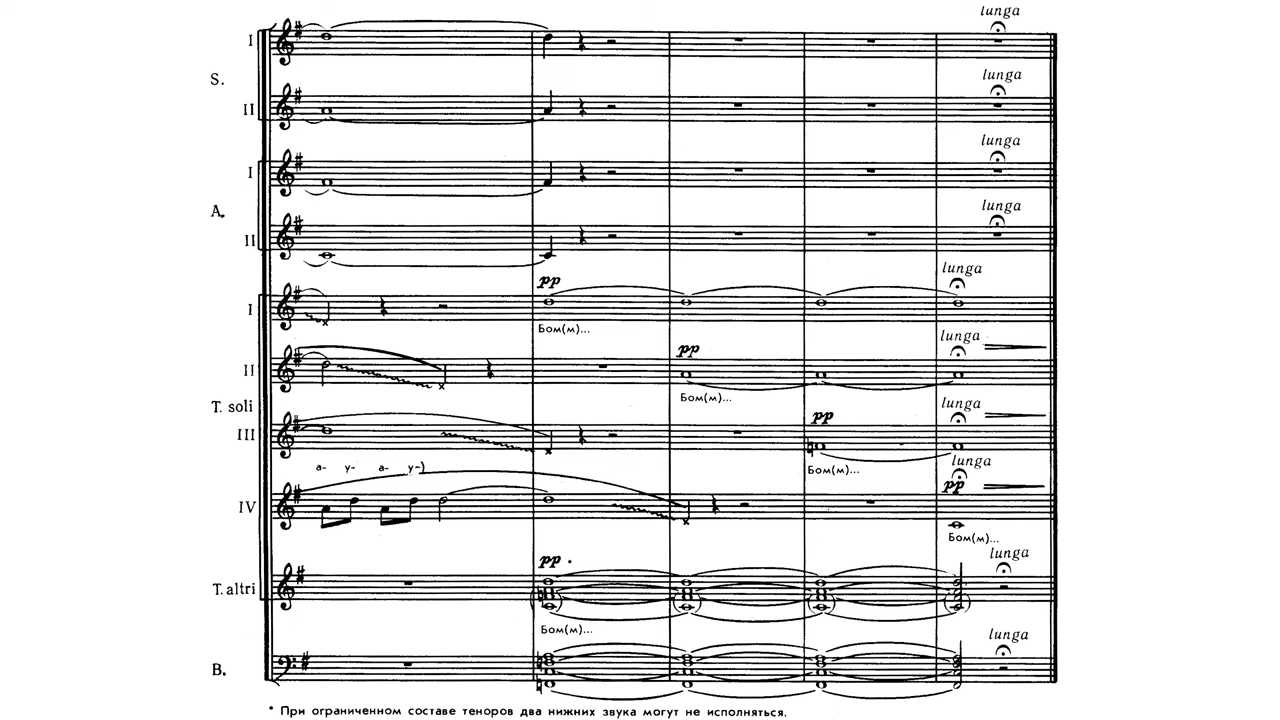 lunga
I
S.
lunga
II
lunga
I
A.
lunga
II
lunga
pp
I
Бом(м)...
lunga
pp
II
Бом(м)...
T. soli
lunga
pp
III
Бом(м)...
а- у- а- у-)
lunga
pp
IV
Бом(м)...
lunga
pp *
T. altri
Бом(м)...
lunga
B.
* При ограниченном составе теноров два нижних звука могут не исполняться.